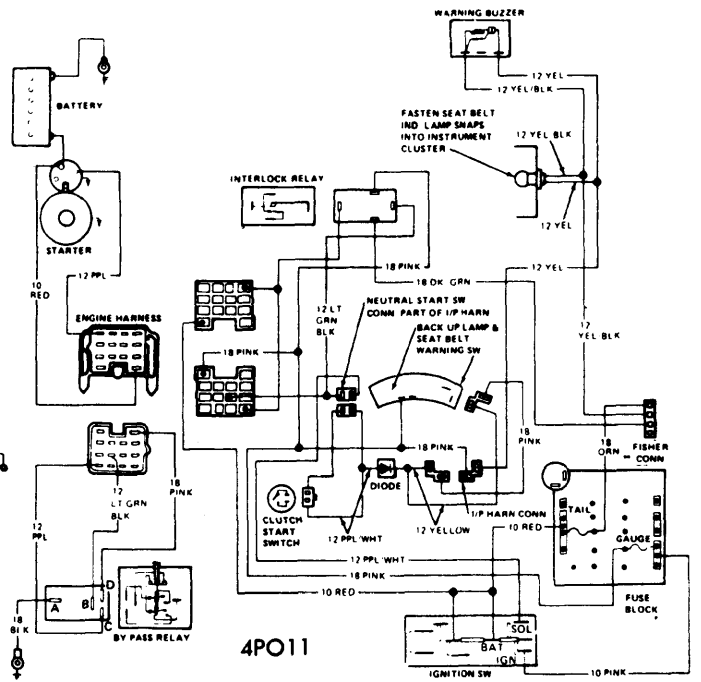 WARNING BUZZER
12 YEL
12 YEL/BLK
BATTERY
FASTEN SEAT BELT
IND LAMP SNAPS
INTO INSTRUMENT
CLUSTER
12 YEL BLK
12 YEL
INTERLOCK RELAY
STARTER
10
RED
12 PPL
18 PINK
12 YEL
18 DK GRN
ENGINE HARNESS
12 LT
GRN
BLK
NEUTRAL START SW
CONN PART OF I/P HARN
BACK UP LAMP &
SEAT BELT
WARNING SW
12
YEL BLK
18 PINK
18
PINK
18 PINK
18
ORN
FISHER
CONN
12
LT GRN
BLK
18
PINK
12
PPL
DIODE
CLUTCH
START
SWITCH
12 PPL/WHT
12 YELLOW
I/P HARN CONN
10 RED
TAIL
GAUGE
FUSE
BLOCK
12 PPL/WHT
18 PINK
10 RED
18
BLK
A
B
D
C
BY PASS RELAY
4PO11
SOL
BAT
IGN
IGNITION SW
10 PINK